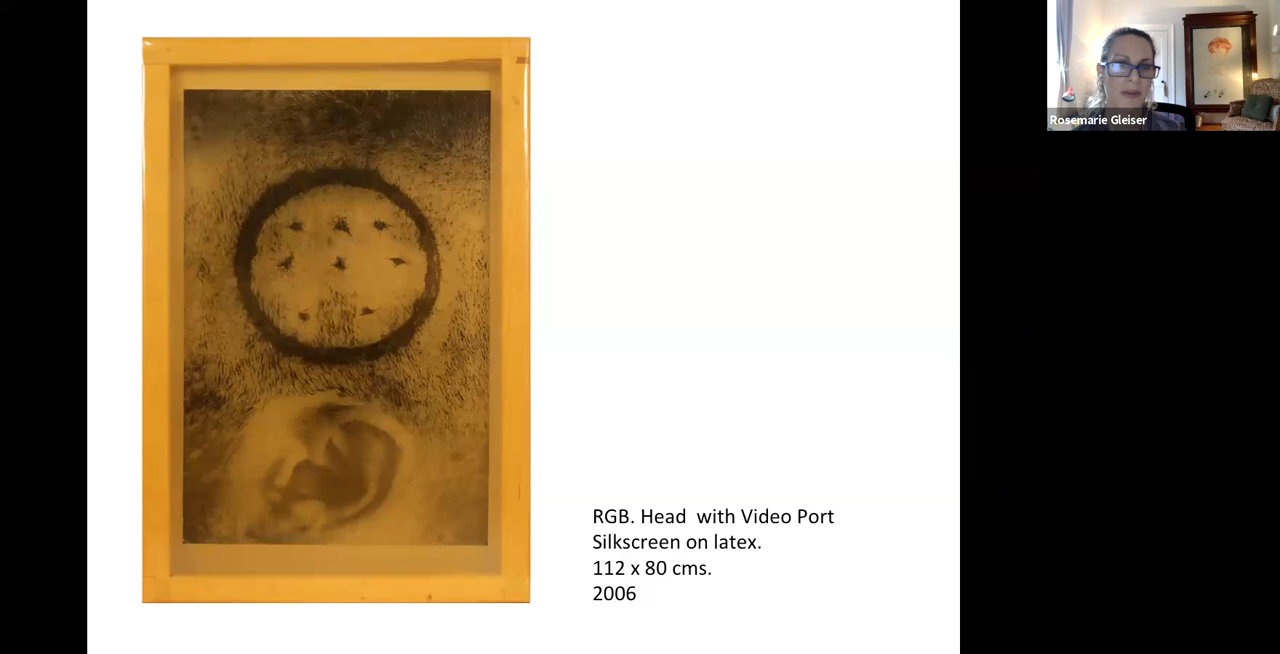 Rosemarie Gleiser
RGB. Head  with Video Port
Silkscreen on latex.
112 x 80 cms.
2006